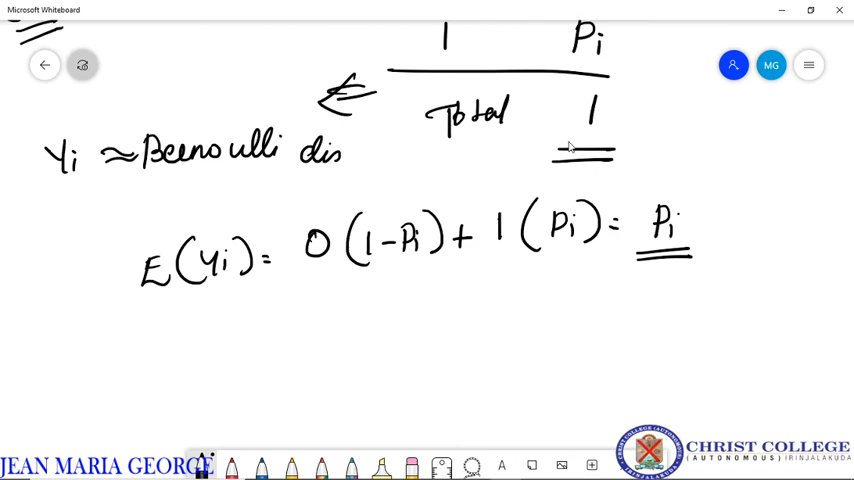 Microsoft Whiteboard
1 Pi
Total 1
MG
Yi ≈ Bernoulli dis
E(Yi) = 0(1-Pi) + 1(Pi) = Pi
A
JEAN MARIA GEORGE
CHRIST COLLEGE
(AUTONOMOUS) IRINJALAKUDA